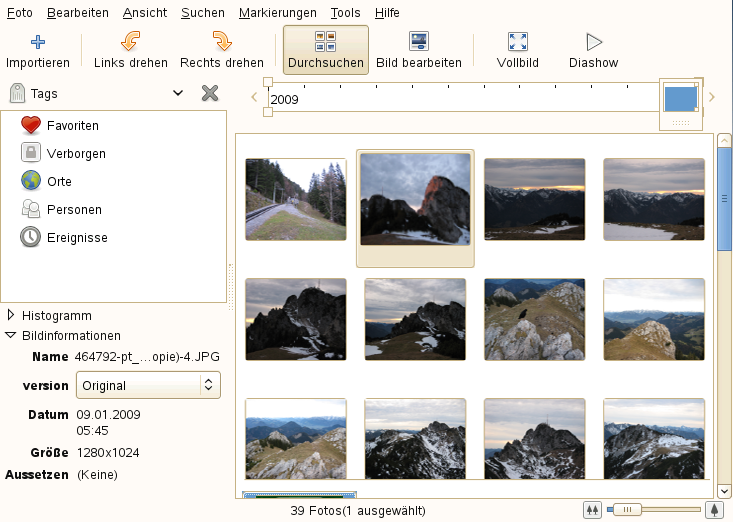 Foto Bearbeiten Ansicht Suchen Markierungen Tools Hilfe
Importieren Links drehen Rechts drehen Durchsuchen Bild bearbeiten Vollbild Diashow
Tags
2009
Favoriten
Verborgen
Orte
Personen
Ereignisse
Histogramm
Bildinformationen
Name 464792-pt_...opie)-4.JPG
version Original
Datum 09.01.2009
05:45
Größe 1280x1024
Aussetzen (Keine)
39 Fotos(1 ausgewählt)